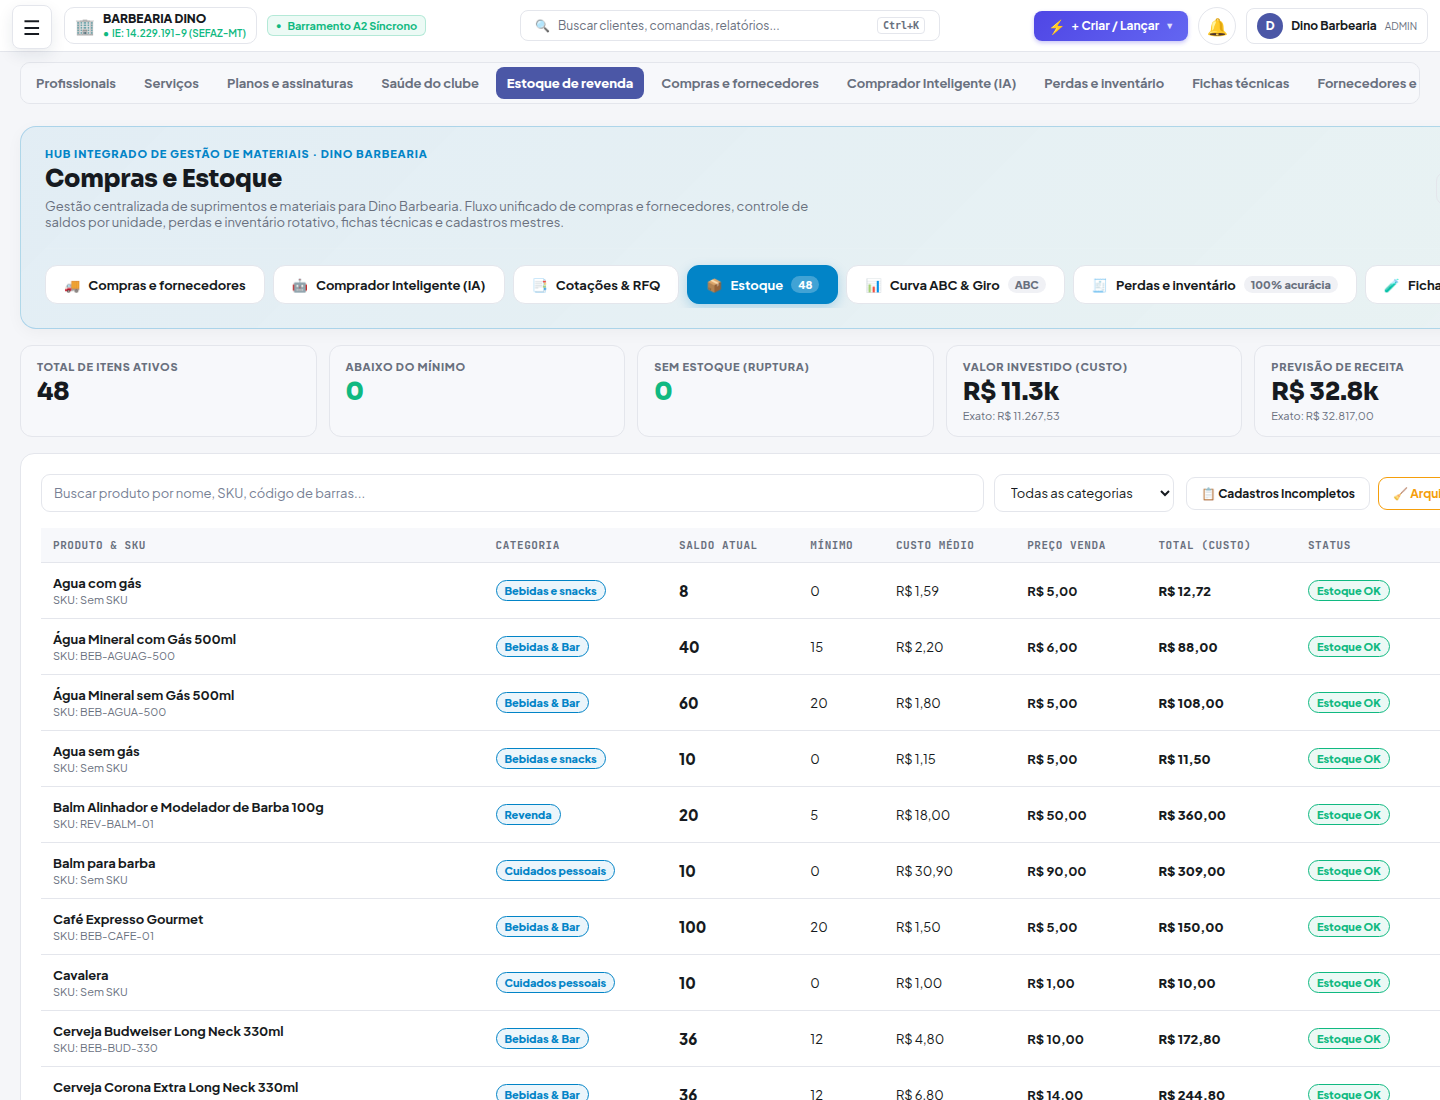 ☰
BARBEARIA DINO
● IE: 14.229.191-9 (SEFAZ-MT)
● Barramento A2 Síncrono
Buscar clientes, comandas, relatórios...
Ctrl+K
+ Criar / Lançar ▼
D
Dino Barbearia ADMIN
Profissionais Serviços Planos e assinaturas Saúde do clube Estoque de revenda Compras e fornecedores Comprador Inteligente (IA) Perdas e inventário Fichas técnicas Fornecedores e
HUB INTEGRADO DE GESTÃO DE MATERIAIS · DINO BARBEARIA
Compras e Estoque
Gestão centralizada de suprimentos e materiais para Dino Barbearia. Fluxo unificado de compras e fornecedores, controle de
saldos por unidade, perdas e inventário rotativo, fichas técnicas e cadastros mestres.
Compras e fornecedores Comprador Inteligente (IA) Cotações & RFQ Estoque 48 Curva ABC & Giro ABC Perdas e inventário 100% acurácia Ficha
TOTAL DE ITENS ATIVOS
48
ABAIXO DO MÍNIMO
0
SEM ESTOQUE (RUPTURA)
0
VALOR INVESTIDO (CUSTO)
R$ 11.3k
Exato: R$ 11.267,53
PREVISÃO DE RECEITA
R$ 32.8k
Exato: R$ 32.817,00
Buscar produto por nome, SKU, código de barras...
Todas as categorias
Cadastros Incompletos
Arqui
PRODUTO & SKU CATEGORIA SALDO ATUAL MÍNIMO CUSTO MÉDIO PREÇO VENDA TOTAL (CUSTO) STATUS
Agua com gás
SKU: Sem SKU
Bebidas e snacks 8 0 R$ 1,59 R$ 5,00 R$ 12,72 Estoque OK
Água Mineral com Gás 500ml
SKU: BEB-AGUAG-500
Bebidas & Bar 40 15 R$ 2,20 R$ 6,00 R$ 88,00 Estoque OK
Água Mineral sem Gás 500ml
SKU: BEB-AGUA-500
Bebidas & Bar 60 20 R$ 1,80 R$ 5,00 R$ 108,00 Estoque OK
Agua sem gás
SKU: Sem SKU
Bebidas e snacks 10 0 R$ 1,15 R$ 5,00 R$ 11,50 Estoque OK
Balm Alinhador e Modelador de Barba 100g
SKU: REV-BALM-01
Revenda 20 5 R$ 18,00 R$ 50,00 R$ 360,00 Estoque OK
Balm para barba
SKU: Sem SKU
Cuidados pessoais 10 0 R$ 30,90 R$ 90,00 R$ 309,00 Estoque OK
Café Expresso Gourmet
SKU: BEB-CAFE-01
Bebidas & Bar 100 20 R$ 1,50 R$ 5,00 R$ 150,00 Estoque OK
Cavalera
SKU: Sem SKU
Cuidados pessoais 10 0 R$ 1,00 R$ 1,00 R$ 10,00 Estoque OK
Cerveja Budweiser Long Neck 330ml
SKU: BEB-BUD-330
Bebidas & Bar 36 12 R$ 4,80 R$ 10,00 R$ 172,80 Estoque OK
Cerveja Corona Extra Long Neck 330ml
Bebidas & Bar 36 12 R$ 6,80 R$ 14,00 R$ 244,80 Estoque OK